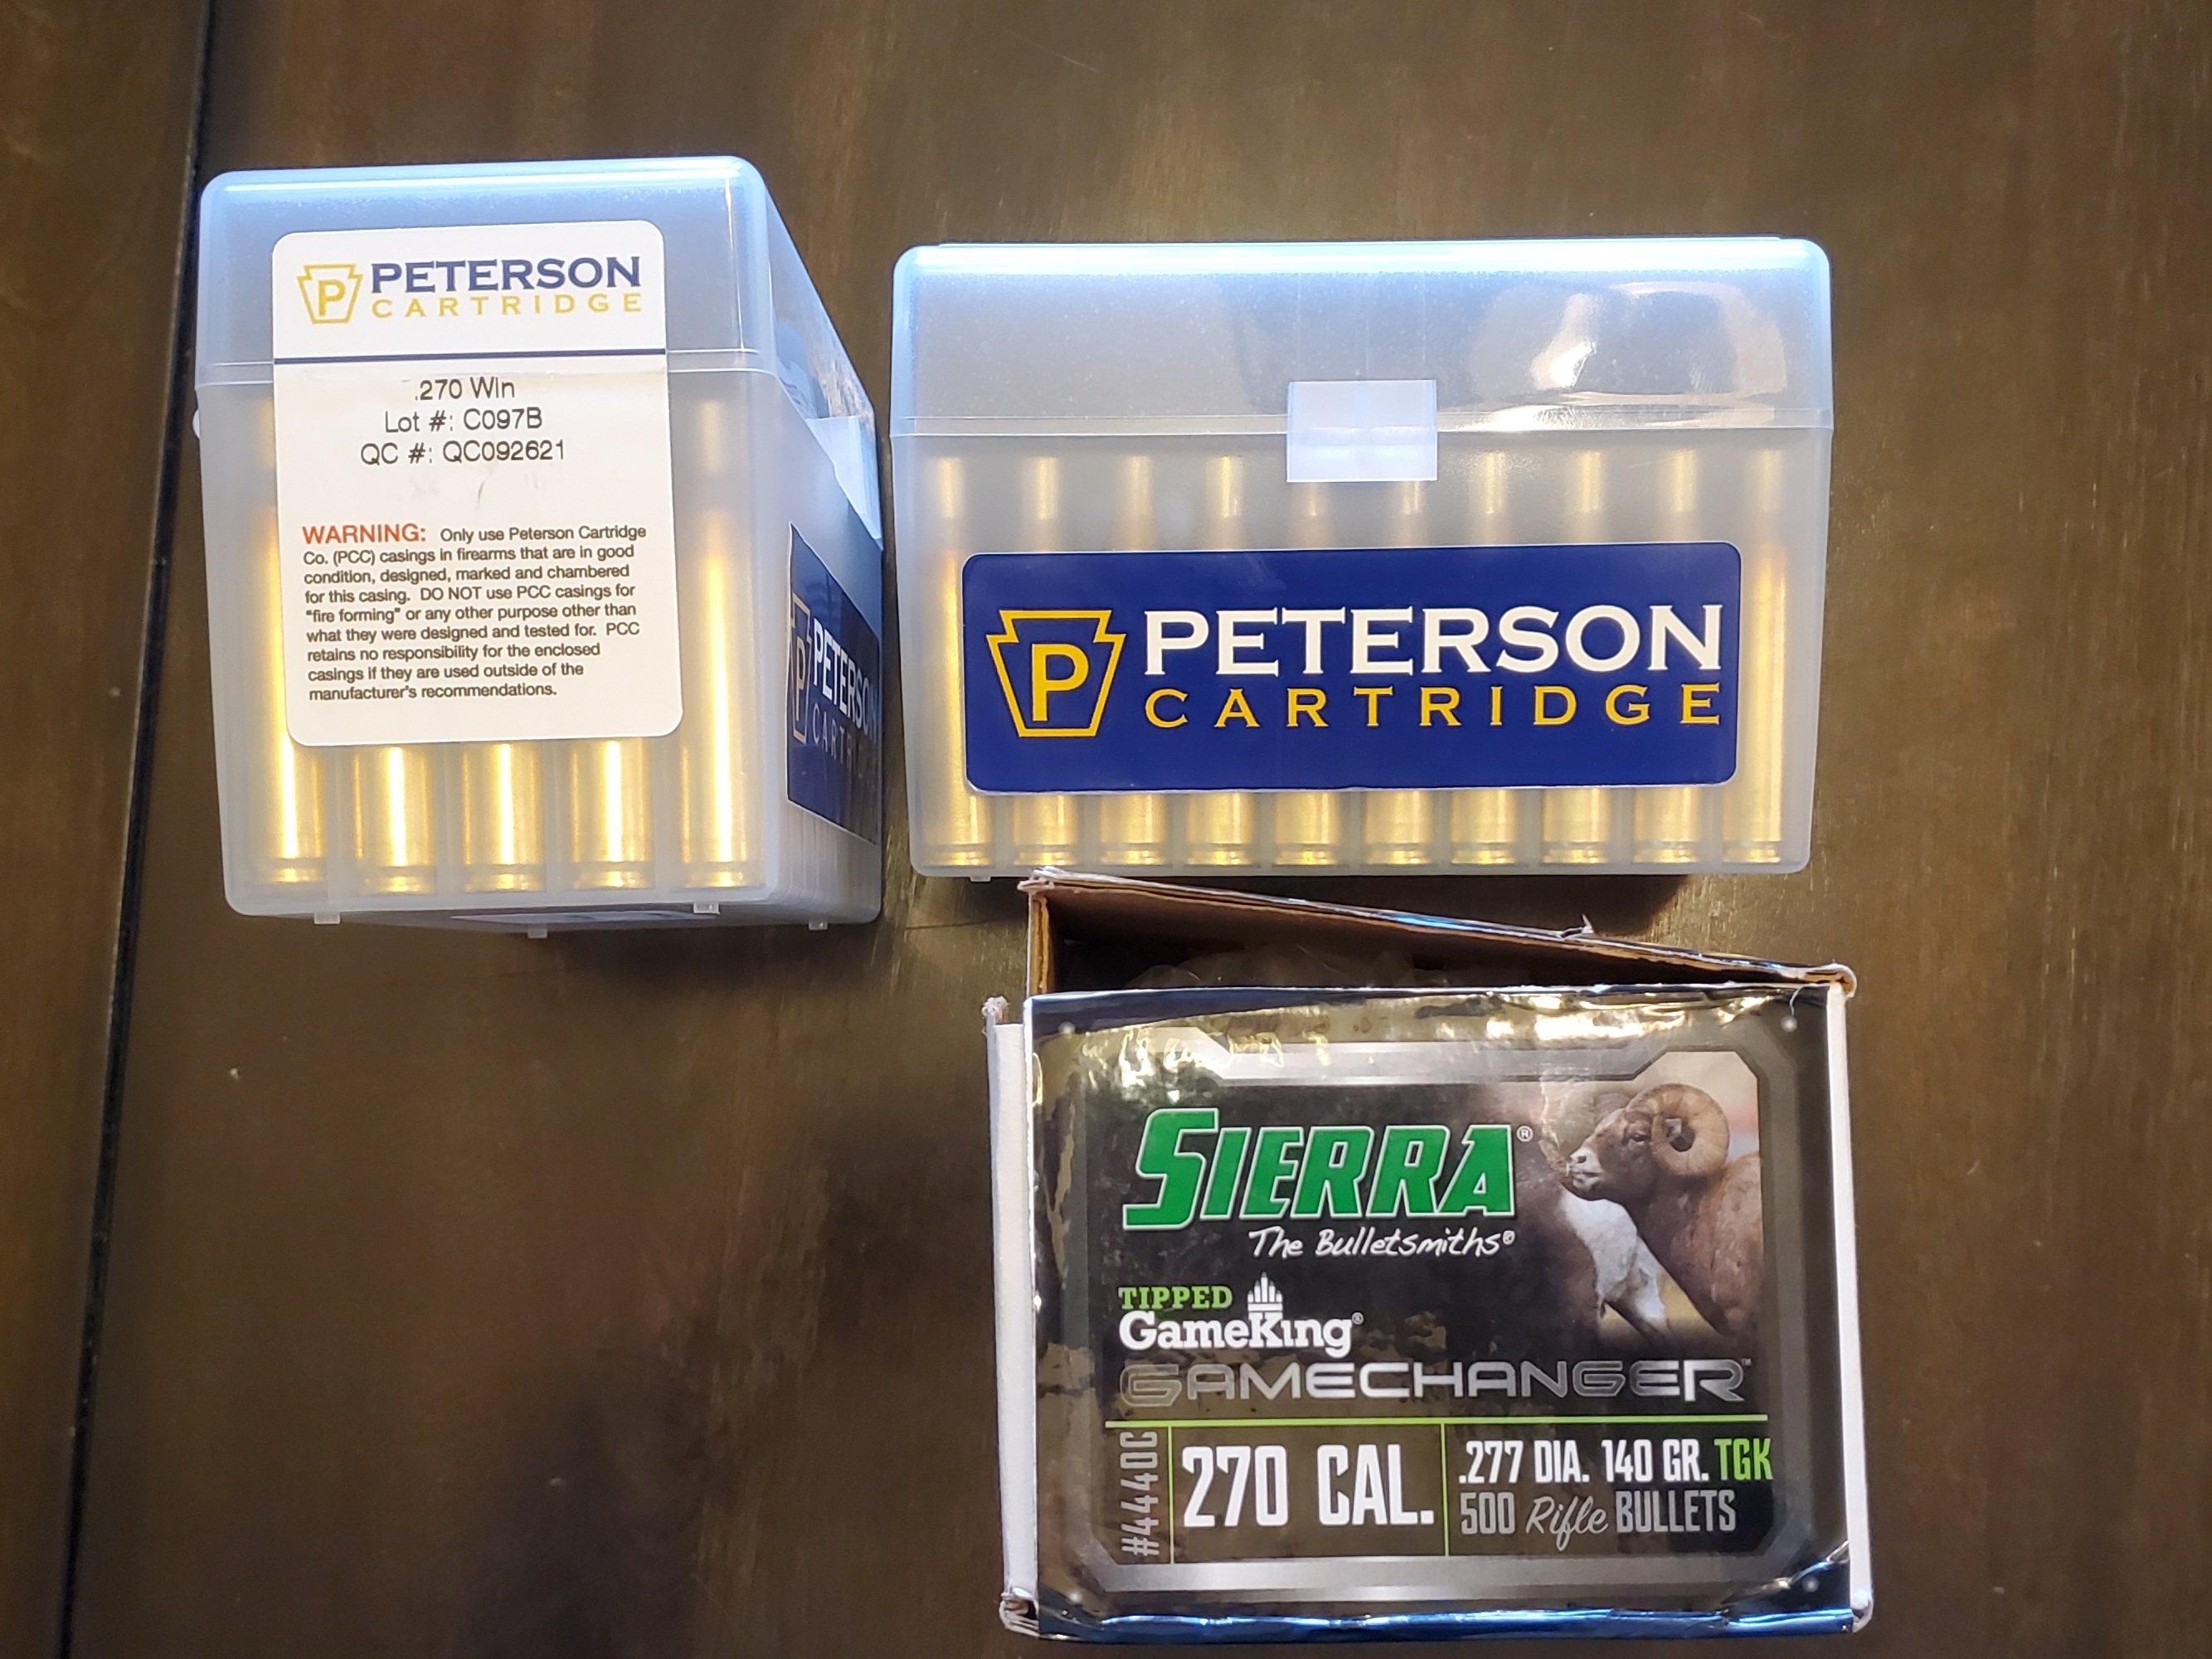 PETERSON
CARTRIDGE
.270 Win
Lot #: C097B
QC #: QC092621
WARNING: Only use Peterson Cartridge
Co. (PCC) casings in firearms that are in good
condition, designed, marked and chambered
for this casing. DO NOT use PCC casings for
"fire forming" or any other purpose other than
what they were designed and tested for. PCC
retains no responsibility for the enclosed
casings if they are used outside of the
manufacturer's recommendations.
P PETERSON
CARTRIDGE
P PETERSON
CARTRIDGE
SIERRA®
The Bulletsmiths®
TIPPED
GameKing®
GAMECHANGER™
#4440C
270 CAL.
.277 DIA. 140 GR. TGK
500 Rifle BULLETS